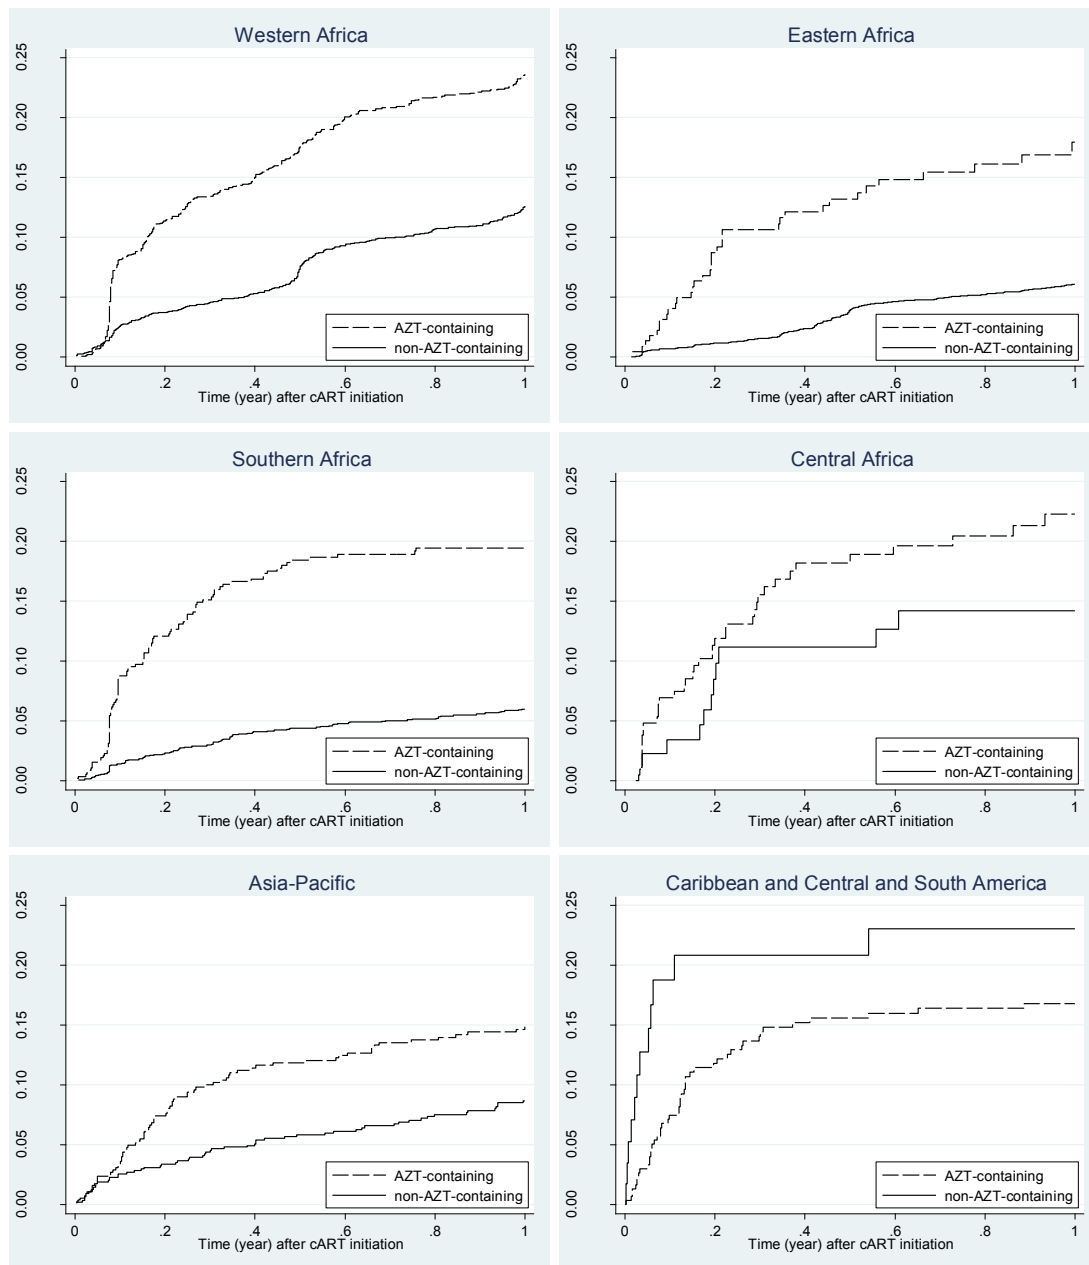 Western Africa
0.25
0.20
0.15
0.10
0.05
0.00
AZT-containing
non-AZT-containing
0 .2 .4 .6 .8 1
Time (year) after cART initiation
Eastern Africa
0.25
0.20
0.15
0.10
0.05
0.00
AZT-containing
non-AZT-containing
0 .2 .4 .6 .8 1
Time (year) after cART initiation
Southern Africa
0.25
0.20
0.15
0.10
0.05
0.00
AZT-containing
non-AZT-containing
0 .2 .4 .6 .8 1
Time (year) after cART initiation
Central Africa
0.25
0.20
0.15
0.10
0.05
0.00
AZT-containing
non-AZT-containing
0 .2 .4 .6 .8 1
Time (year) after cART initiation
Asia-Pacific
0.25
0.20
0.15
0.10
0.05
0.00
AZT-containing
non-AZT-containing
0 .2 .4 .6 .8 1
Time (year) after cART initiation
Caribbean and Central and South America
0.25
0.20
0.15
0.10
0.05
0.00
AZT-containing
non-AZT-containing
0 .2 .4 .6 .8 1
Time (year) after cART initiation